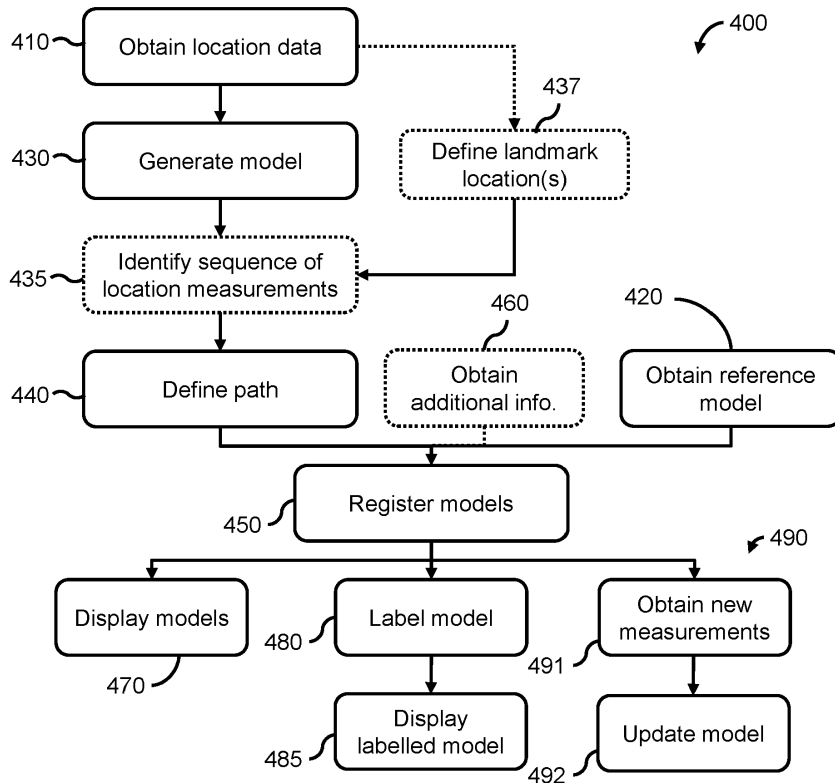 410
Obtain location data
400
437
430
Generate model
Define landmark
location(s)
435
Identify sequence of
location measurements
460
420
440
Define path
Obtain
additional info.
Obtain reference
model
450
Register models
490
Display models
480
Label model
Obtain new
measurements
470
491
485
Display
labelled model
Update model
492